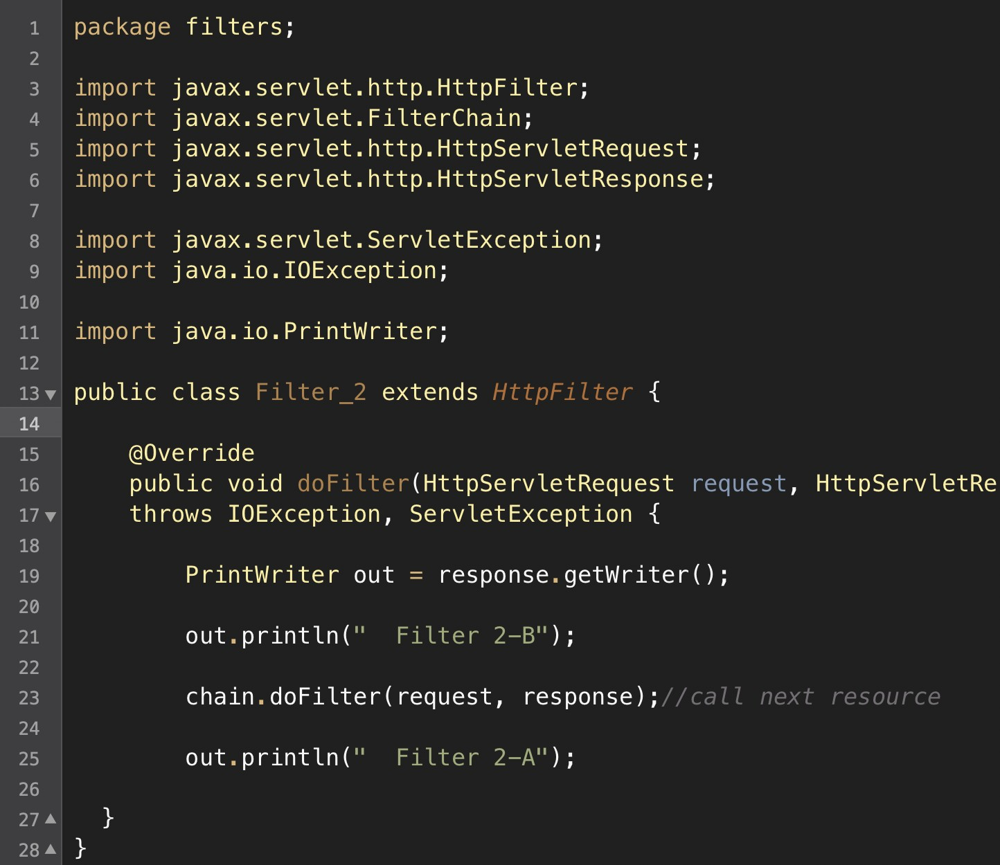 1 package filters;
2
3 import javax.servlet.http.HttpFilter;
4 import javax.servlet.FilterChain;
5 import javax.servlet.http.HttpServletRequest;
6 import javax.servlet.http.HttpServletResponse;
7
8 import javax.servlet.ServletException;
9 import java.io.IOException;
10
11 import java.io.PrintWriter;
12
13 public class Filter_2 extends HttpFilter {
14
15     @Override
16     public void doFilter(HttpServletRequest request, HttpServletRe
17     throws IOException, ServletException {
18
19         PrintWriter out = response.getWriter();
20
21         out.println("  Filter 2-B");
22
23         chain.doFilter(request, response);//call next resource
24
25         out.println("  Filter 2-A");
26
27   }
28 }